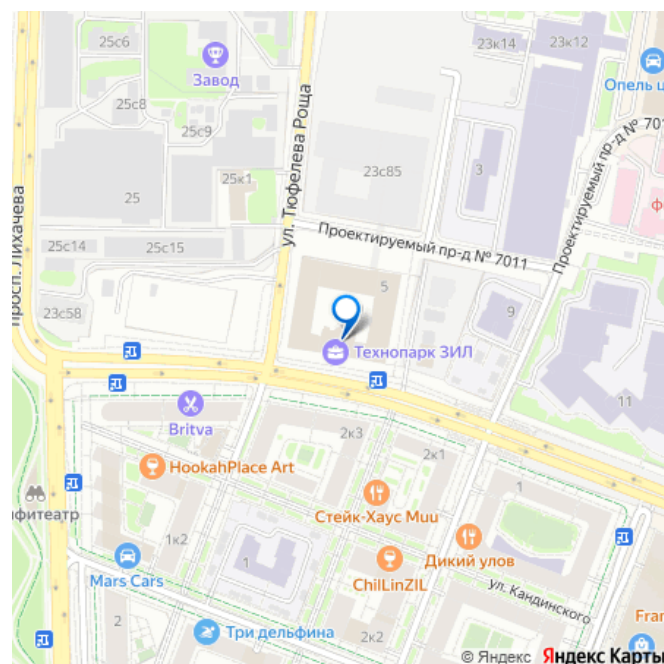 25с6
23к14
23к12
Завод
Опель ц
25с8
25с9
Проектируемый пр-д № 701
ул. Тюфелева Роща
23с85
3
25к1
25
просп. Лихачева
Проектируемый пр-д № 7011
25с14
25с15
5
23с58
9
Технопарк ЗИЛ
11
Britva
2к3
2к1
HookahPlace Art
1
Стейк-Хаус Muu
фитеатр
Дикий улов
1к2
1
ChilLinZIL
Mars Cars
ул. Кандинского
2
Три дельфина
2к2
Fran
© Яндекс Яндекс Карты